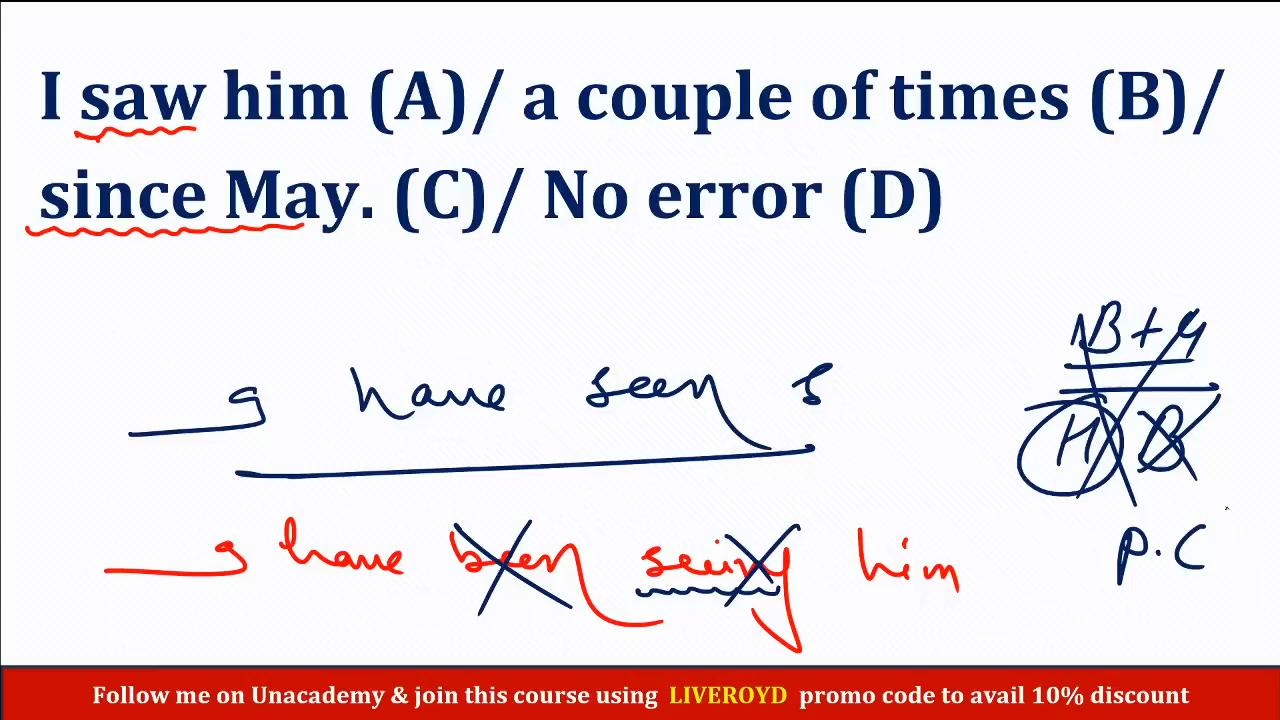 I saw him (A)/ a couple of times (B)/
since May. (C)/ No error (D)
I have seen s
I have been seeing him
B + 4
H B
P.C
Follow me on Unacademy & join this course using LIVEROYD promo code to avail 10% discount